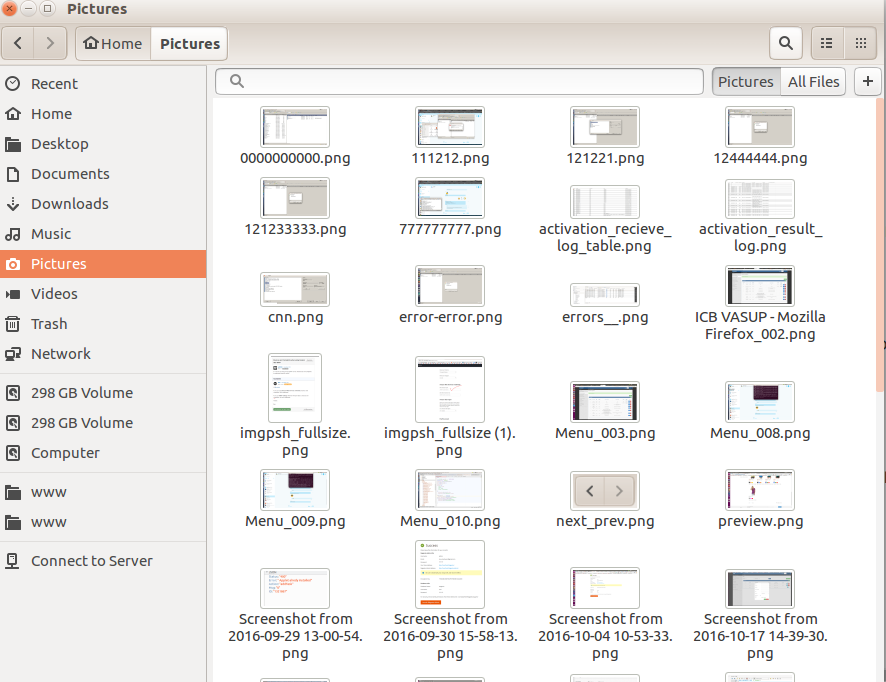 Pictures
Home
Pictures
Pictures
All Files
+
Recent
Home
Desktop
Documents
Downloads
Music
Pictures
Videos
Trash
Network
298 GB Volume
298 GB Volume
Computer
www
www
Connect to Server
0000000000.png
111212.png
121221.png
12444444.png
121233333.png
777777777.png
activation_recieve_
log_table.png
activation_result_
log.png
cnn.png
error-error.png
errors__.png
ICB VASUP - Mozilla
Firefox_002.png
imgpsh_fullsize.
png
imgpsh_fullsize (1).
png
Menu_003.png
Menu_008.png
Menu_009.png
Menu_010.png
next_prev.png
preview.png
Screenshot from
2016-09-29 13-00-54.
png
Screenshot from
2016-09-30 15-58-13.
png
Screenshot from
2016-10-04 10-53-33.
png
Screenshot from
2016-10-17 14-39-30.
png